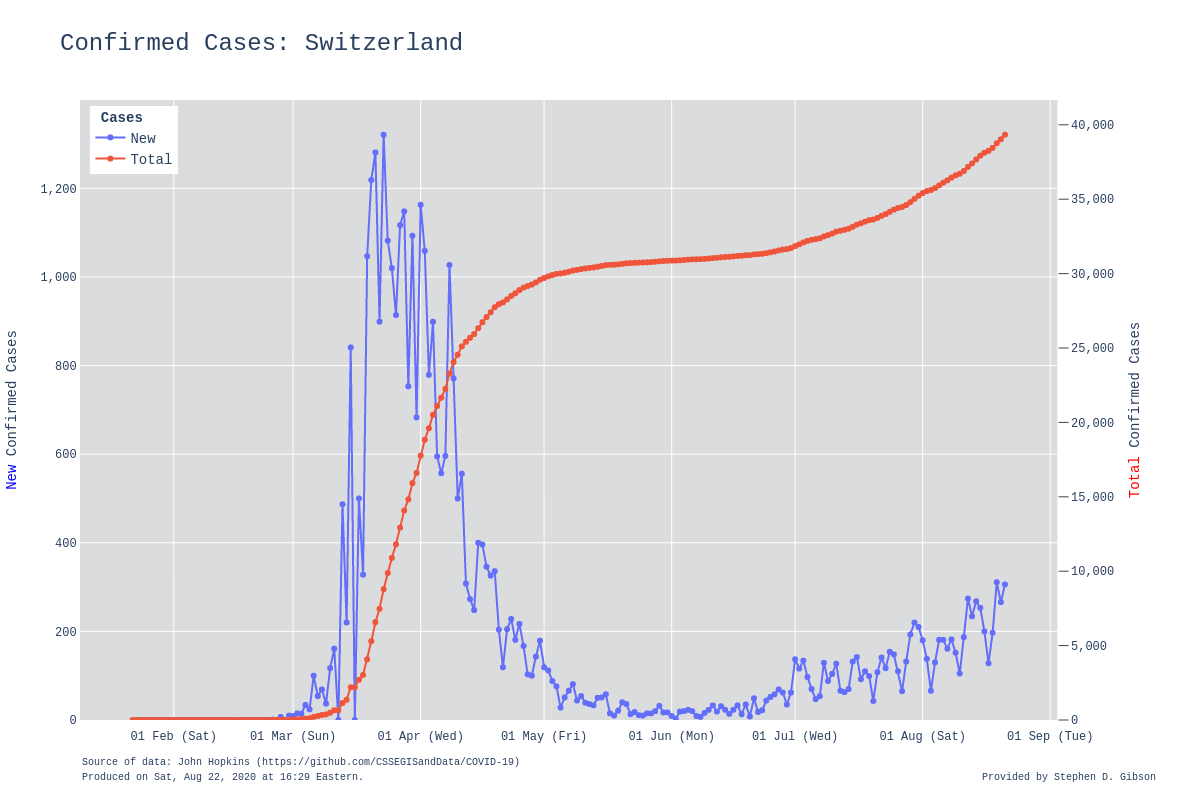 Confirmed Cases: Switzerland
Cases
New
Total
1,200
1,000
800
600
400
200
0
New Confirmed Cases
40,000
35,000
30,000
25,000
20,000
15,000
10,000
5,000
0
Total Confirmed Cases
01 Feb (Sat)
01 Mar (Sun)
01 Apr (Wed)
01 May (Fri)
01 Jun (Mon)
01 Jul (Wed)
01 Aug (Sat)
01 Sep (Tue)
Source of data: John Hopkins (https://github.com/CSSEGISandData/COVID-19)
Produced on Sat, Aug 22, 2020 at 16:29 Eastern.
Provided by Stephen D. Gibson